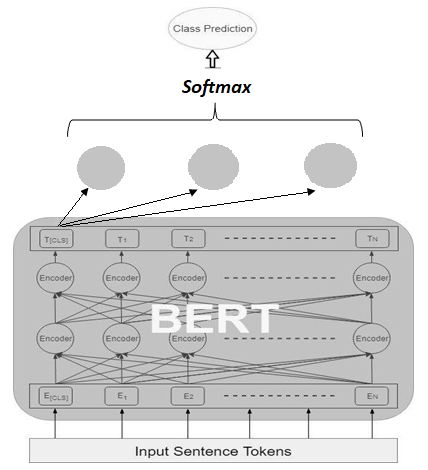 Class Prediction
Softmax
T[CLS] T1 T2 TN
Encoder Encoder Encoder Encoder
BERT
Encoder Encoder Encoder Encoder
E[CLS] E1 E2 EN
Input Sentence Tokens